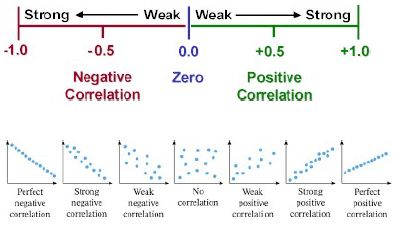 Strong Weak Weak Strong
-1.0 -0.5 0.0 +0.5 +1.0
Negative Correlation
Zero
Positive Correlation
Perfect negative correlation
Strong negative correlation
Weak negative correlation
No correlation
Weak positive correlation
Strong positive correlation
Perfect positive correlation